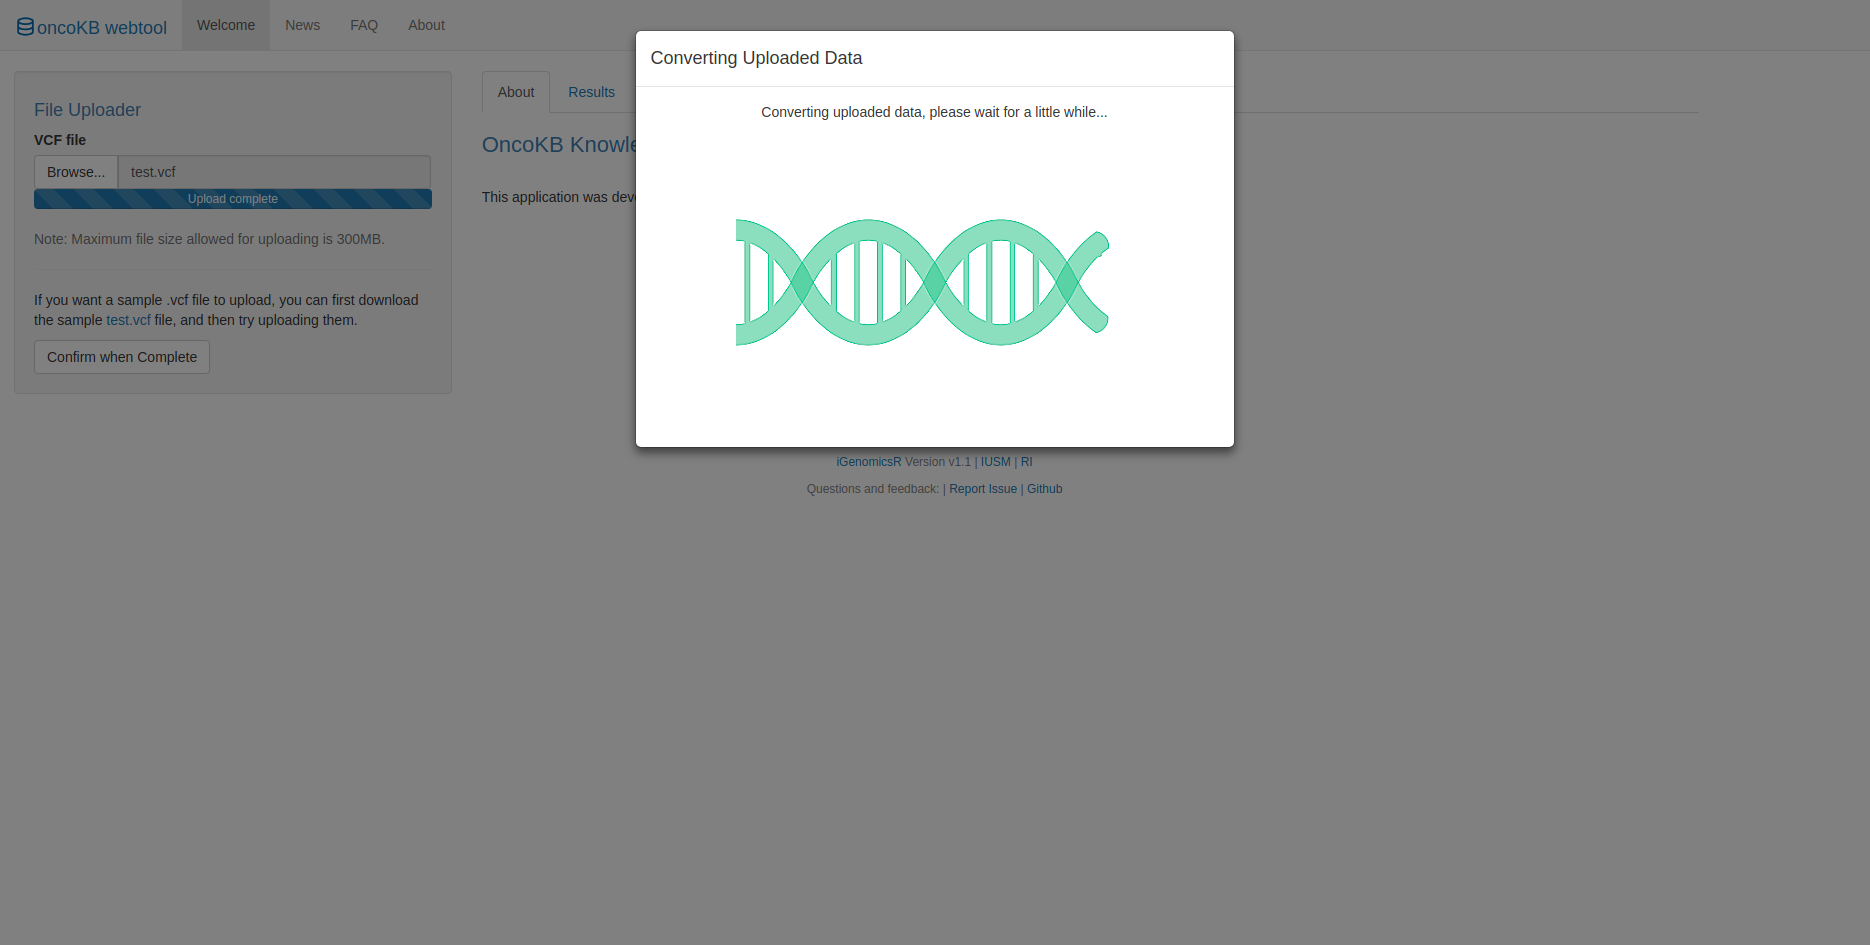 oncoKB webtool
Welcome
News
FAQ
About
Converting Uploaded Data
Converting uploaded data, please wait for a little while...
File Uploader
VCF file
Browse...
test.vcf
Upload complete
Note: Maximum file size allowed for uploading is 300MB.
If you want a sample .vcf file to upload, you can first download
the sample test.vcf file, and then try uploading them.
Confirm when Complete
About
Results
OncoKB
This application was
iGenomicsR Version v1.1 | IUSM | RI
Questions and feedback: | Report Issue | Github